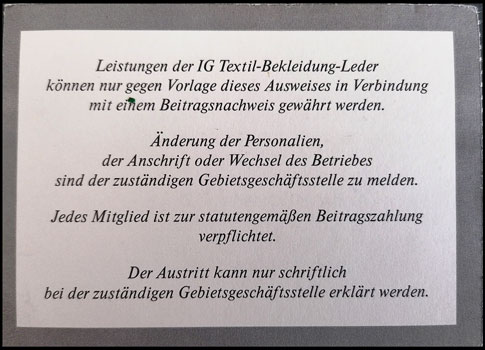 Leistungen der IG Textil-Bekleidung-Leder
können nur gegen Vorlage dieses Ausweises in Verbindung
mit einem Beitragsnachweis gewährt werden.
Änderung der Personalien,
der Anschrift oder Wechsel des Betriebes
sind der zuständigen Gebietsgeschäftsstelle zu melden.
Jedes Mitglied ist zur statutengemäßen Beitragszahlung
verpflichtet.
Der Austritt kann nur schriftlich
bei der zuständigen Gebietsgeschäftsstelle erklärt werden.